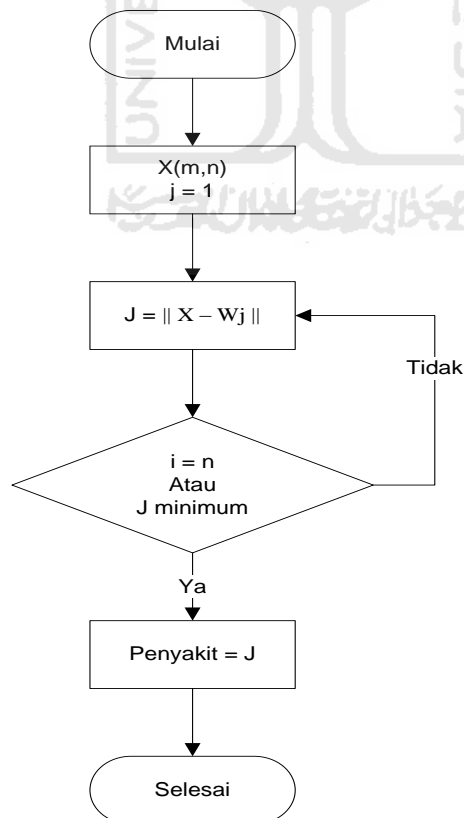 Mulai
X(m,n)
j = 1
J = || X – Wj ||
Tidak
i = n
Atau
J minimum
Ya
Penyakit = J
Selesai